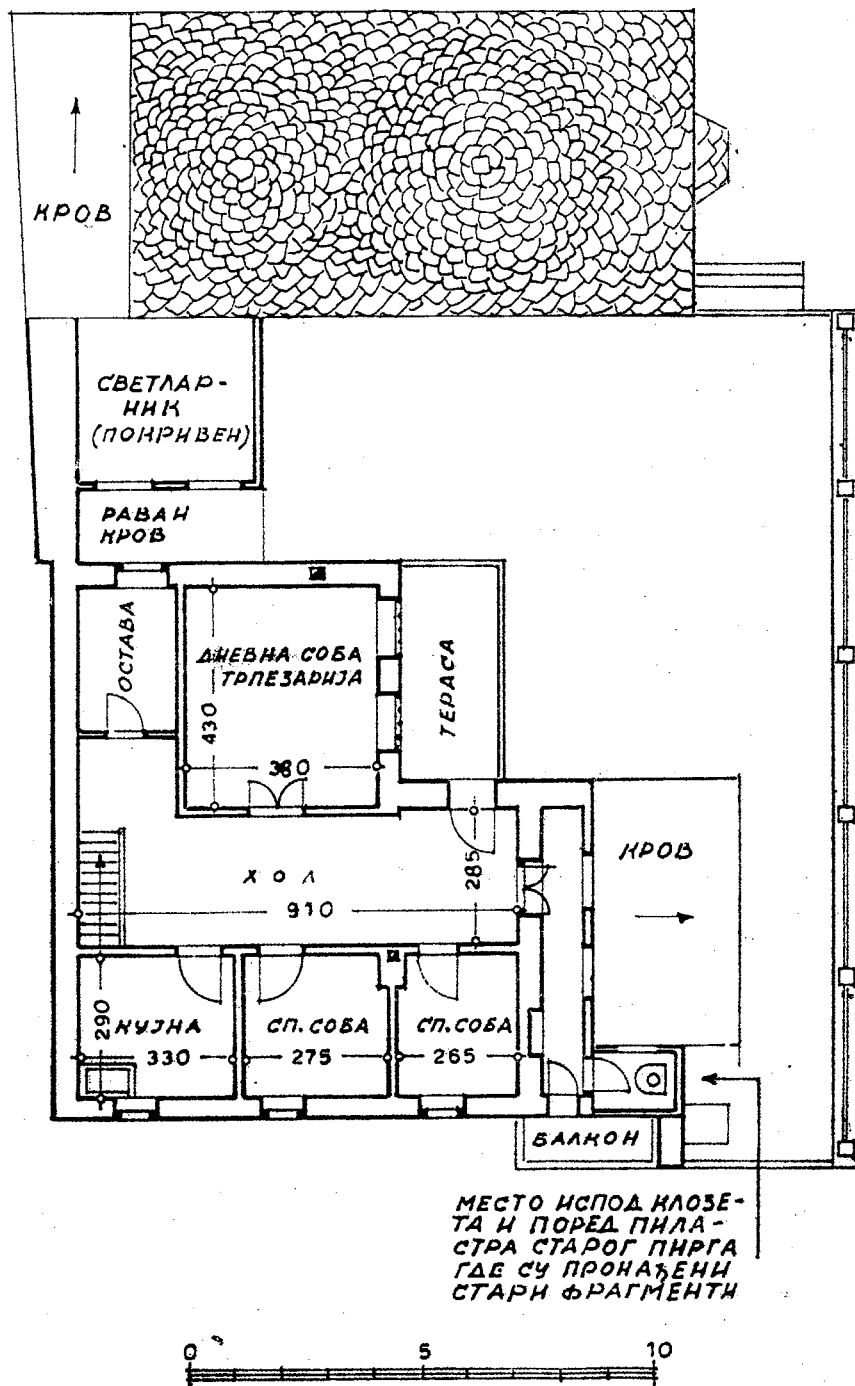 КРОВ
СВЕТЛАР-
НИК
(ПОКРИВЕН)
РАВАН
КРОВ
ОСТАВА
ДНЕВНА СОБА
ТРПЕЗАРИЈА
430
380
ТЕРАСА
ХОЛ
910
285
КРОВ
290
КУЈНА
330
СП. СОБА
275
СП. СОБА
265
БАЛКОН
МЕСТО ИСПОД КЛОЗЕ-
ТА И ПОРЕД ПИЛА-
СТРА СТАРОГ ПИРГА
ГДЕ СУ ПРОНАЂЕНИ
СТАРИ ФРАГМЕНТИ
0 5 10